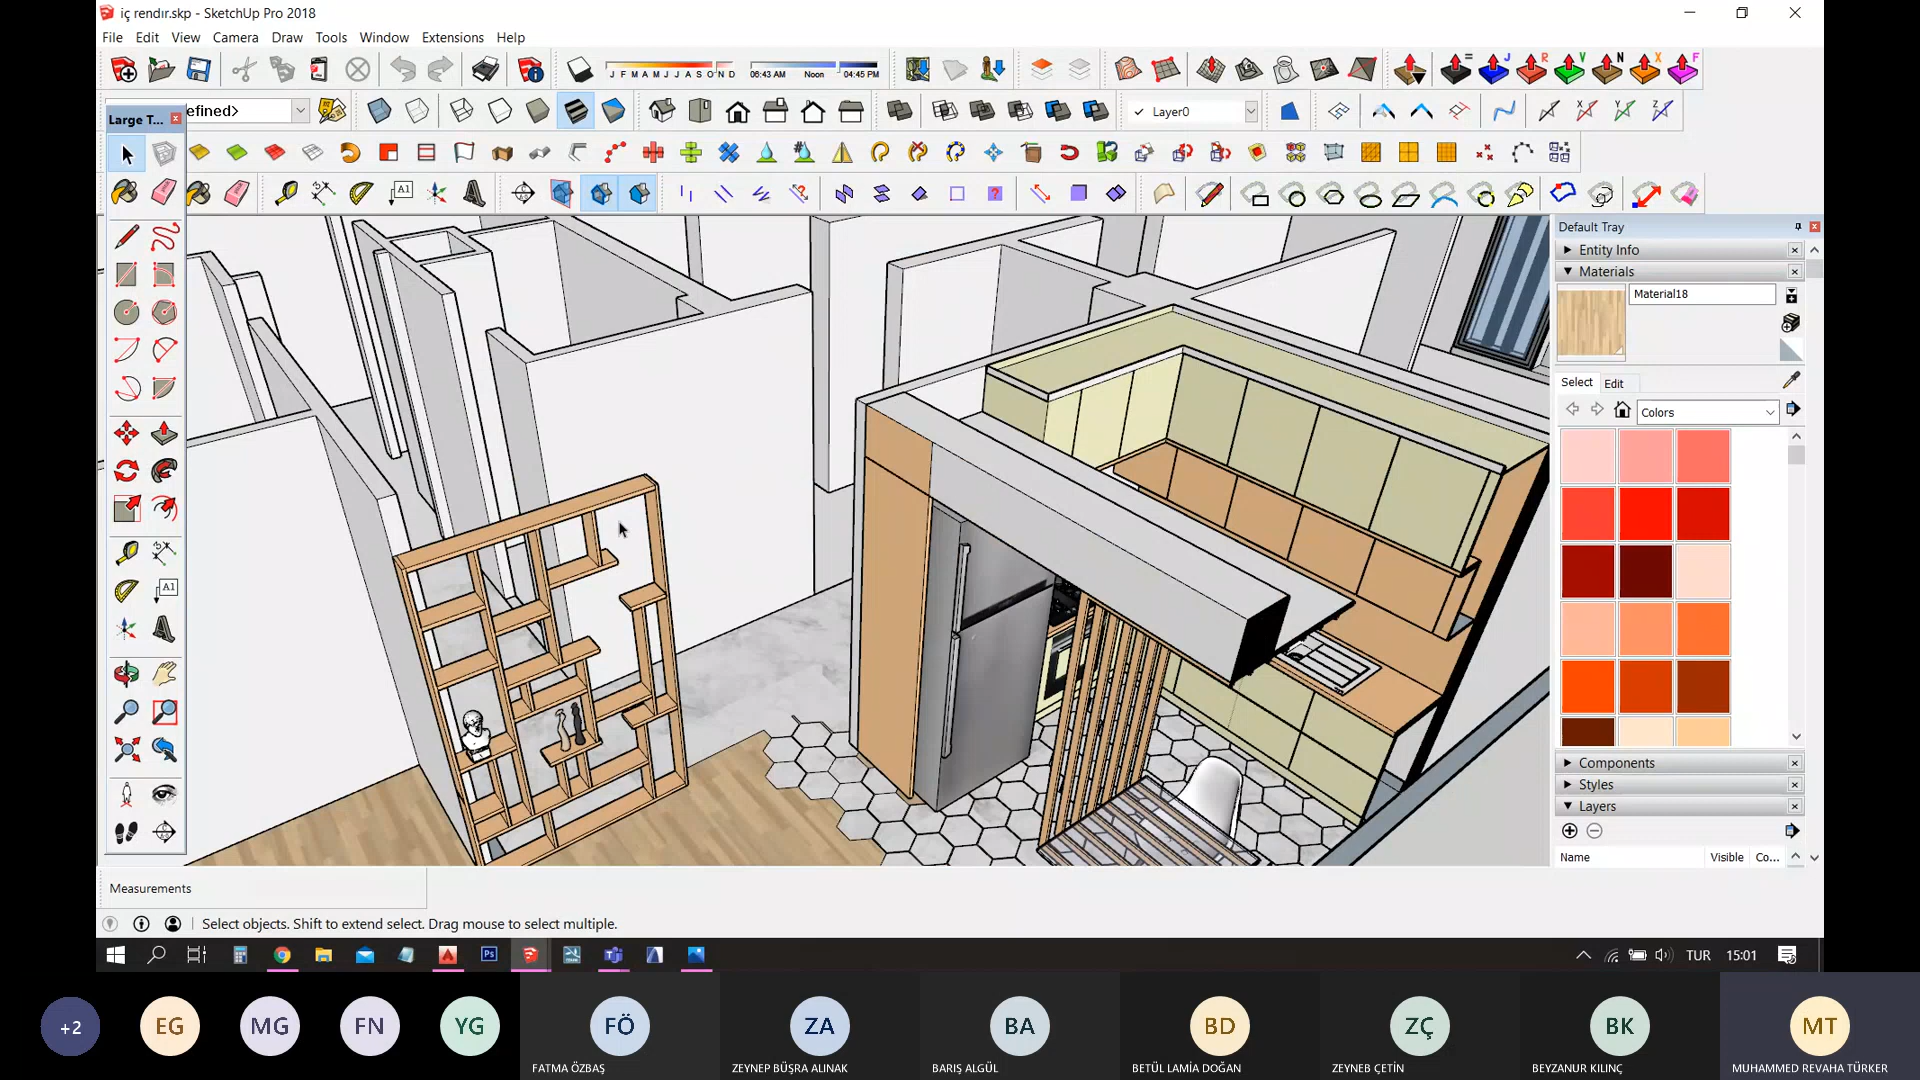 iç rendır.skp - SketchUp Pro 2018
File Edit View Camera Draw Tools Window Extensions Help
J F M A M J J A S O N D
06:43 AM Noon 04:45 PM
= J R V N X F
efined>
Layer0
X Y Z
Large T...
A1
Default Tray
Entity Info
Materials
Material18
Select Edit
Colors
A1
Components
Styles
Layers
Name Visible Co...
Measurements
Select objects. Shift to extend select. Drag mouse to select multiple.
Ps
TUR 15:01
+2 EG MG FN YG FÖ ZA BA BD ZÇ BK MT
FATMA ÖZBAŞ ZEYNEP BÜŞRA ALINAK BARIŞ ALGÜL BETÜL LAMİA DOĞAN ZEYNEB ÇETİN BEYZANUR KILINÇ MUHAMMED REVAHA TÜRKER